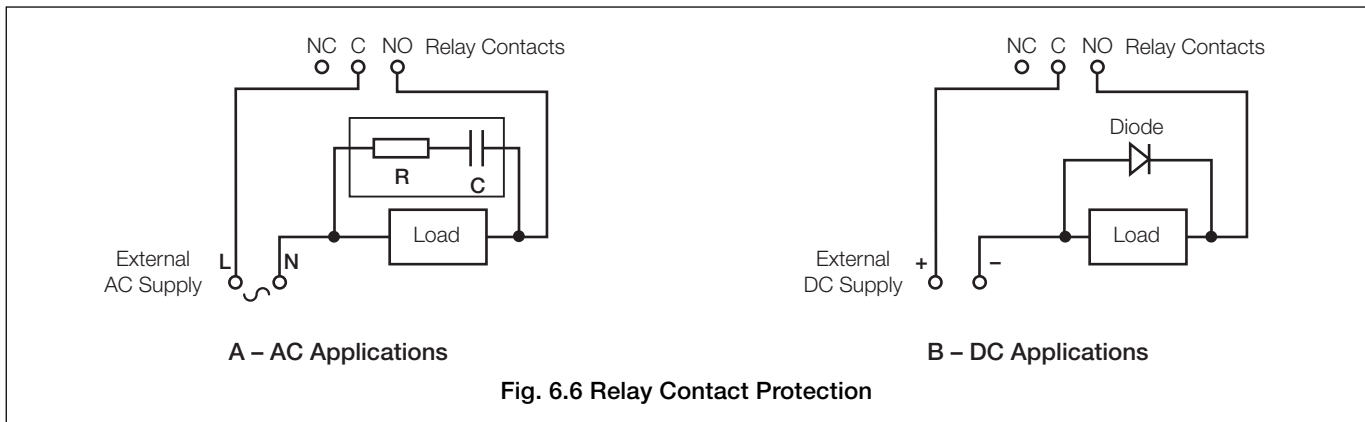 NC C NO Relay Contacts
R
C
Load
External
AC Supply
L N
A – AC Applications
NC C NO Relay Contacts
Diode
Load
External
DC Supply
+ –
B – DC Applications
Fig. 6.6 Relay Contact Protection